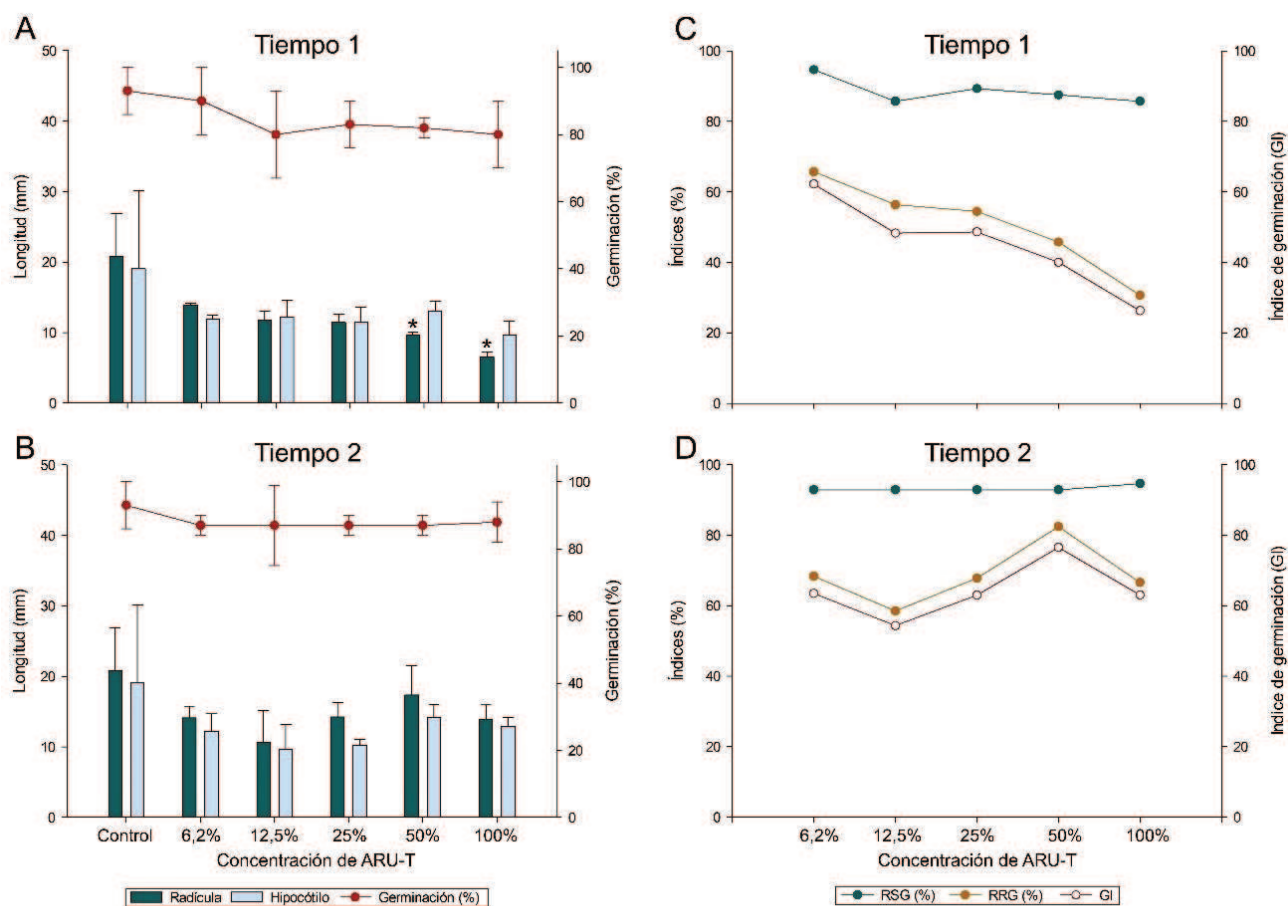 A
Tiempo 1
50
40
30
20
10
0
Longitud (mm)
100
80
60
40
20
0
Germinación (%)
*
*
B
Tiempo 2
50
40
30
20
10
0
Longitud (mm)
100
80
60
40
20
0
Germinación (%)
Control 6,2% 12,5% 25% 50% 100%
Concentración de ARU-T
Radícula Hipocótilo Germinación (%)
C
Tiempo 1
100
80
60
40
20
0
Índices (%)
100
80
60
40
20
0
Índice de germinación (GI)
D
Tiempo 2
100
80
60
40
20
0
Índices (%)
100
80
60
40
20
0
Índice de germinación (GI)
6,2% 12,5% 25% 50% 100%
Concentración de ARU-T
RSG (%) RRG (%) GI